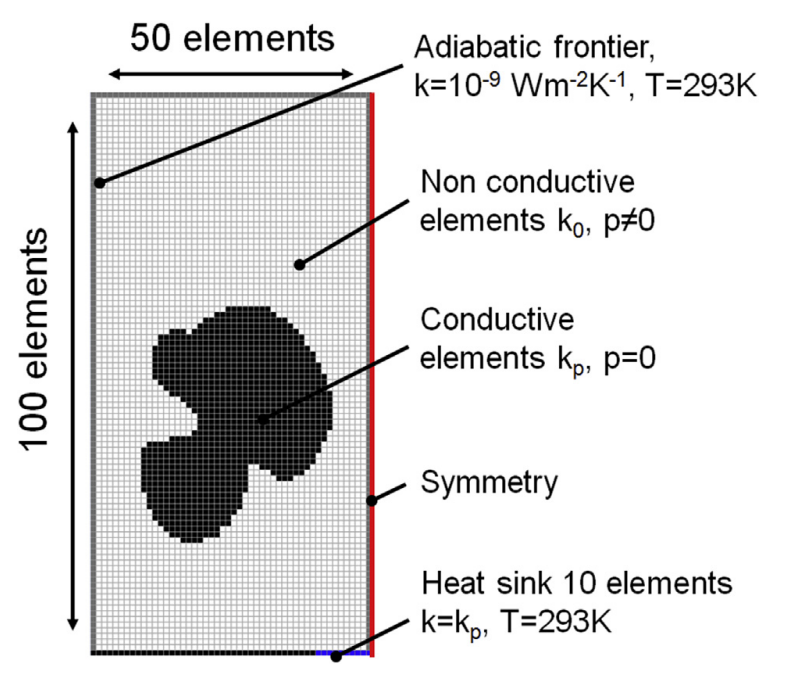 50 elements
Adiabatic frontier,
k=10⁻⁹ Wm⁻²K⁻¹, T=293K
Non conductive
elements k₀, p≠0
100 elements
Conductive
elements kₚ, p=0
Symmetry
Heat sink 10 elements
k=kₚ, T=293K